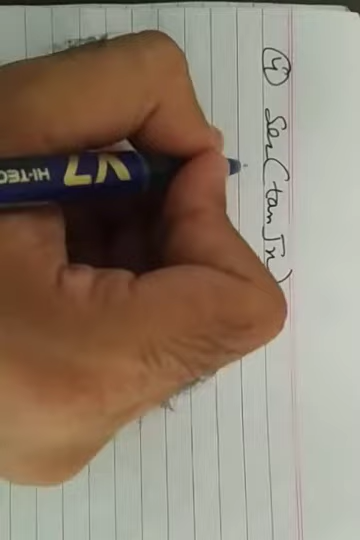 ④ Sec(tan√x)
V7
HI-TEC